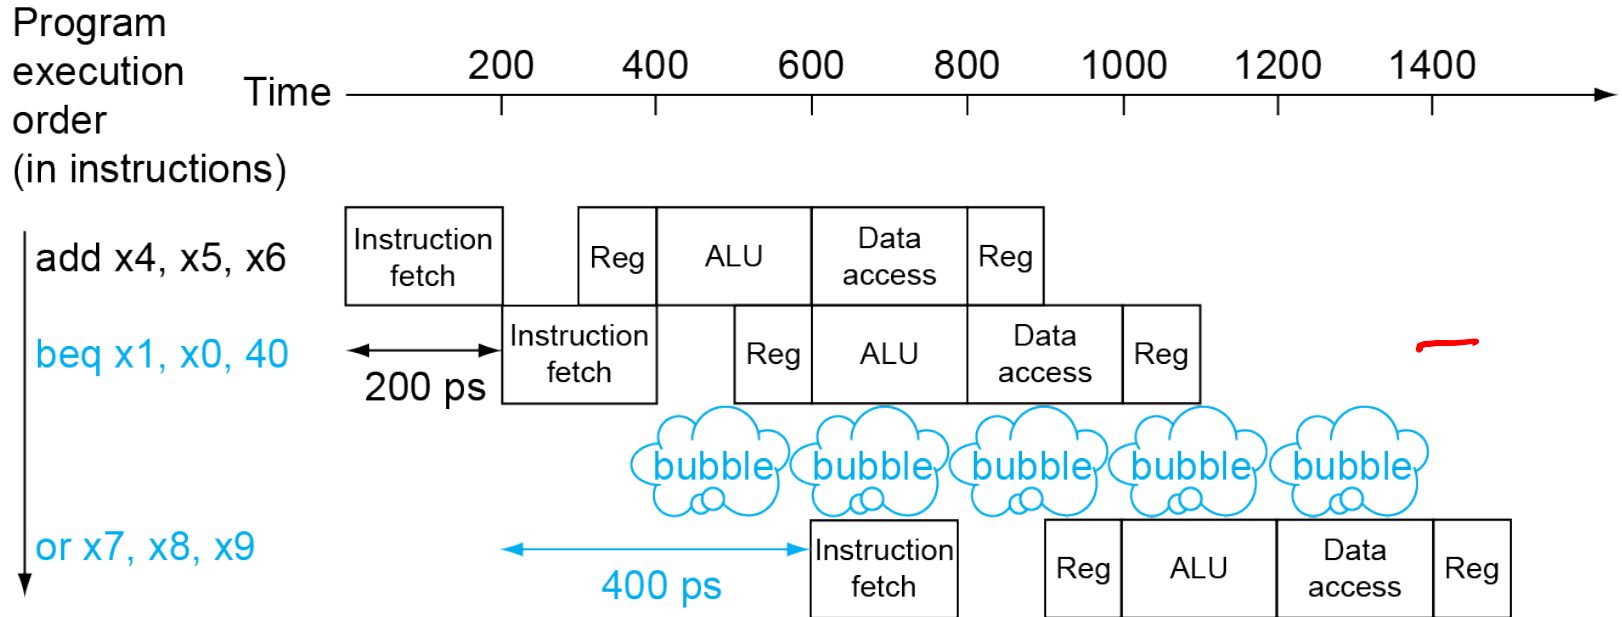 Program
execution
order
(in instructions)
Time
200 400 600 800 1000 1200 1400
add x4, x5, x6
Instruction
fetch
Reg
ALU
Data
access
Reg
beq x1, x0, 40
200 ps
Instruction
fetch
Reg
ALU
Data
access
Reg
bubble bubble bubble bubble bubble
or x7, x8, x9
400 ps
Instruction
fetch
Reg
ALU
Data
access
Reg